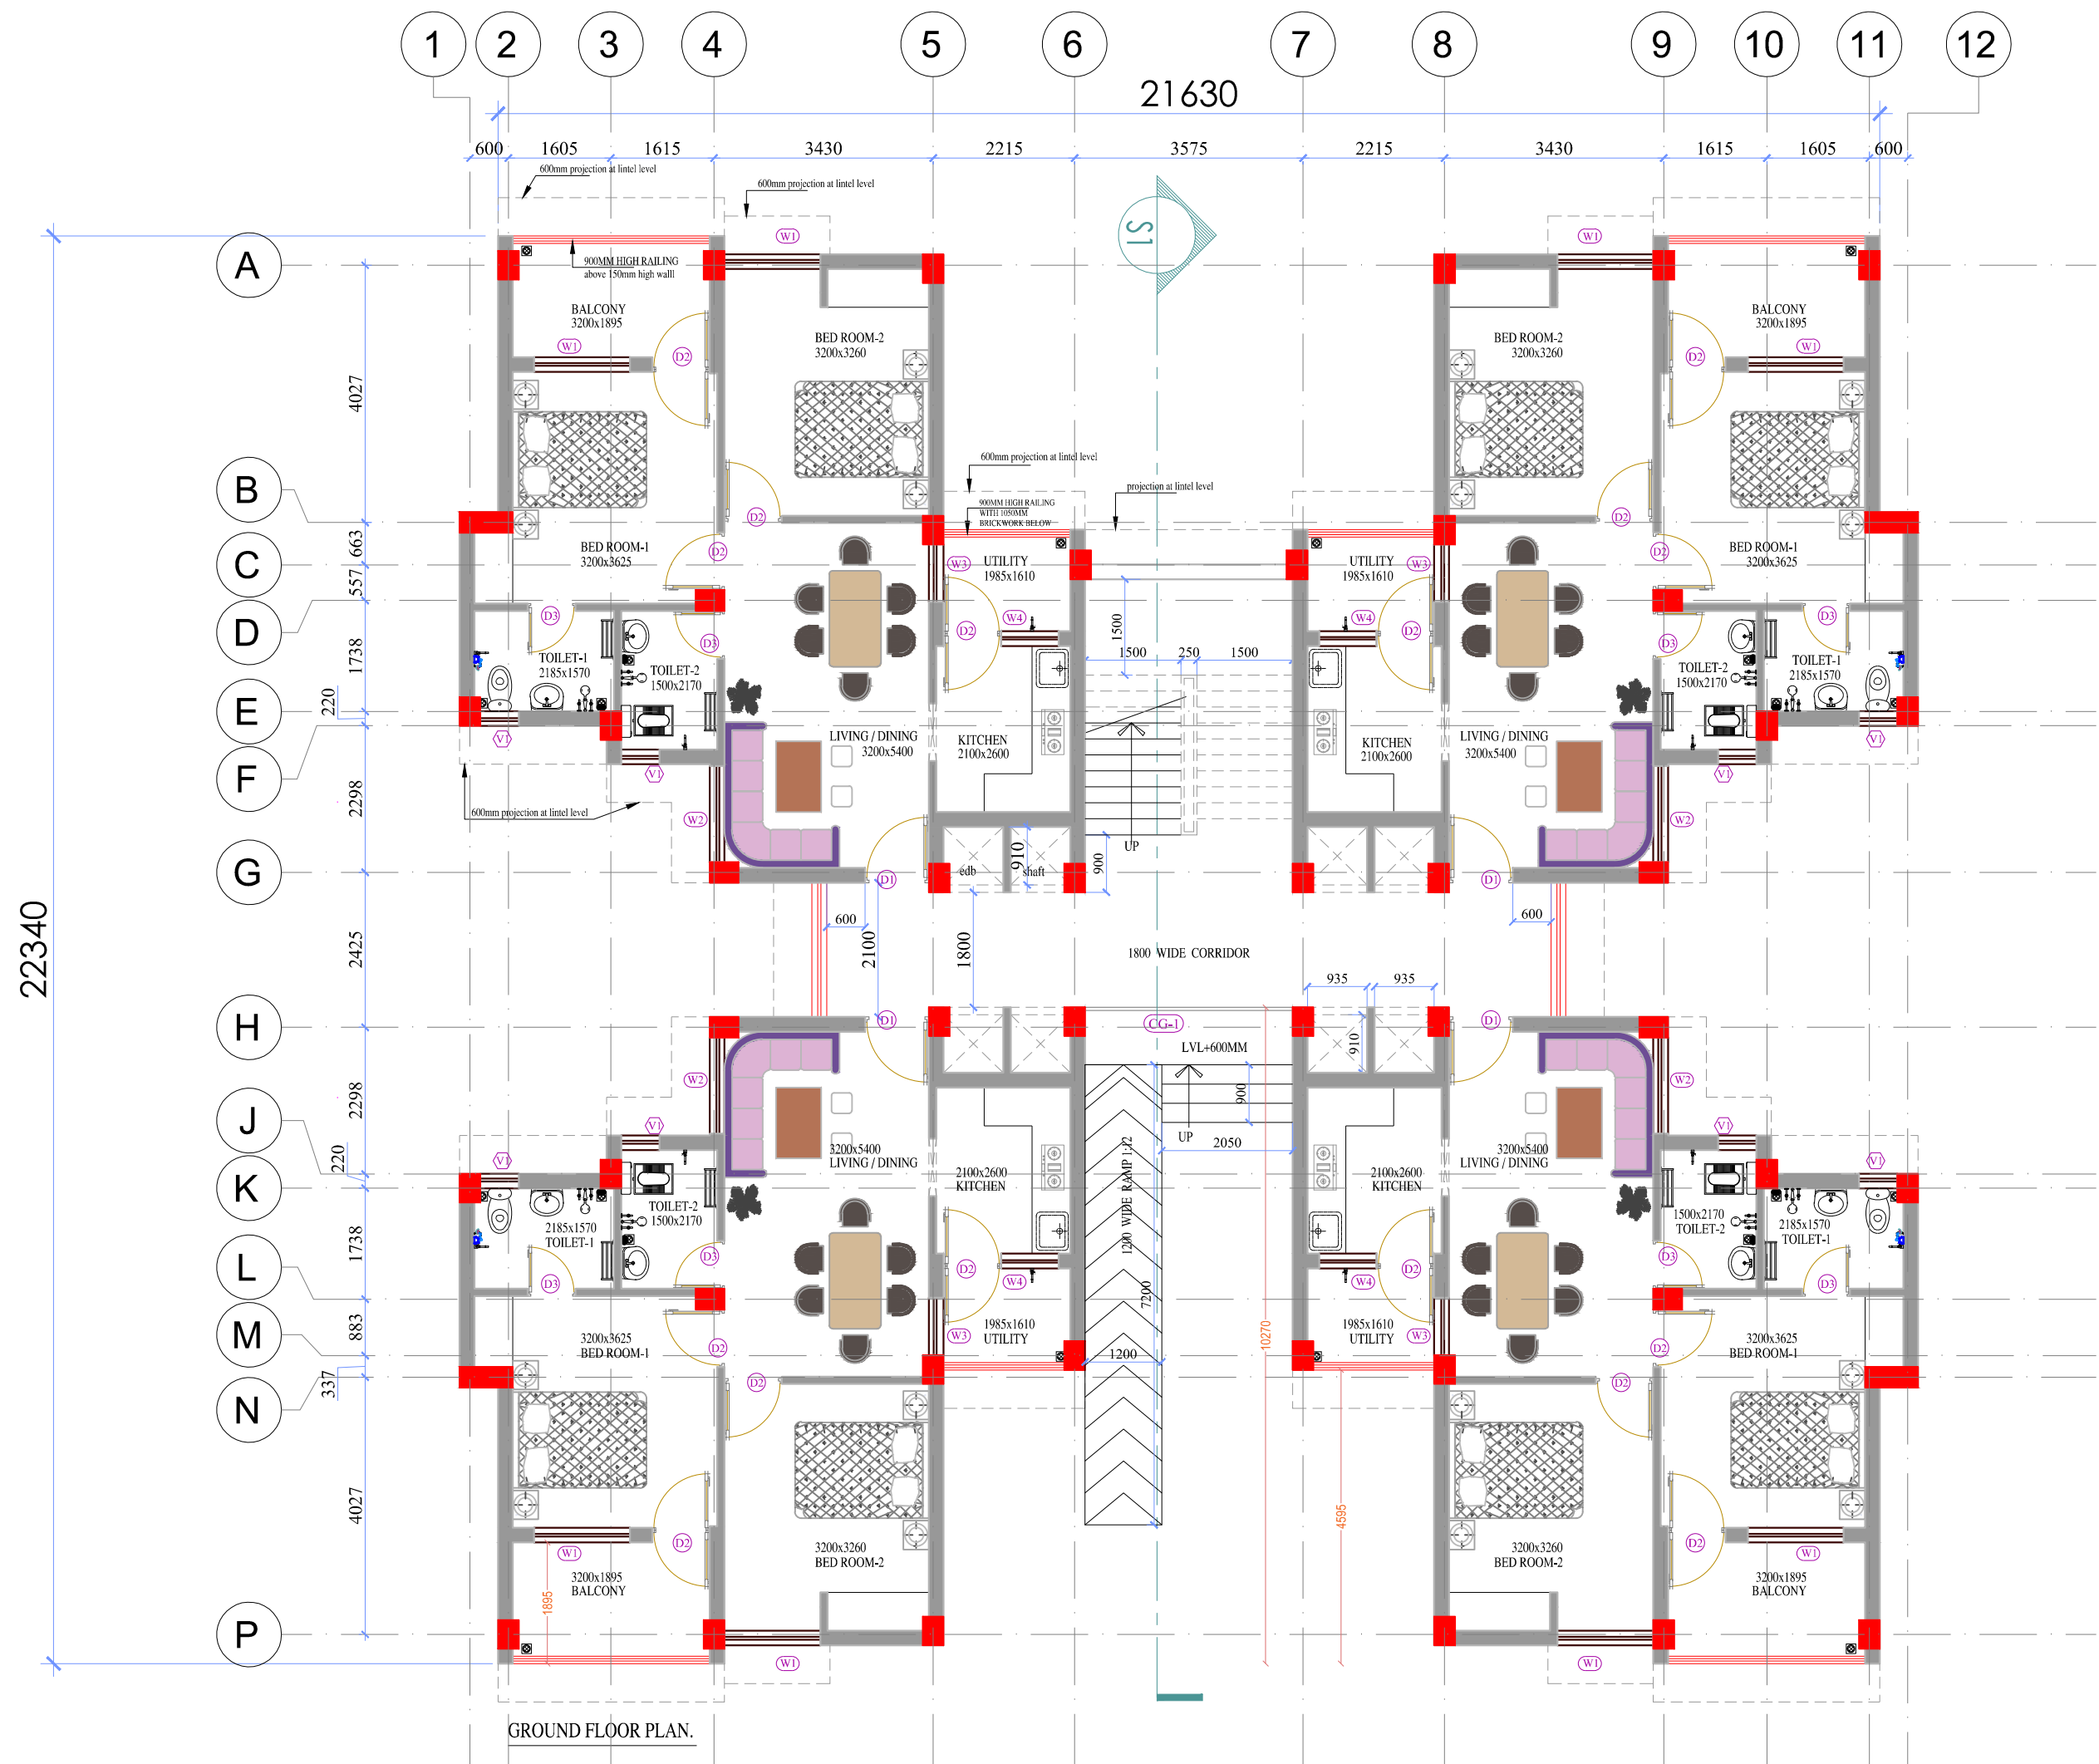 1 2 3 4 5 6 7 8 9 10 11 12
21630
600 1605 1615 3430 2215 3575 2215 3430 1615 1605 600
600mm projection at lintel level
600mm projection at lintel level
S1
A
W1 W1
900MM HIGH RAILING
above 150mm high walll
BALCONY
3200x1895
BED ROOM-2
3200x3260
BED ROOM-2
3200x3260
BALCONY
3200x1895
W1 D2 D2 W1
4027
600mm projection at lintel level
projection at lintel level
B
900MM HIGH RAILING
WITH 1050MM
BRICKWORK BELOW
D2 D2
663
C
BED ROOM-1
3200x3625
D2
W3
UTILITY
1985x1610
UTILITY
1985x1610
W3
D2
BED ROOM-1
3200x3625
557
D
D3 D3 D2 W4 1500 W4 D2 D3 D3
1738
TOILET-1
2185x1570
TOILET-2
1500x2170
1500 250 1500
TOILET-2
1500x2170
TOILET-1
2185x1570
E
220
V1
LIVING / DINING
3200x5400
KITCHEN
2100x2600
KITCHEN
2100x2600
LIVING / DINING
3200x5400
V1
F
V1 V1
2298
600mm projection at lintel level
W2 W2
UP
G
D1 edb 910 shaft 900 D1
22340
2425
600 2100 1800 600
1800 WIDE CORRIDOR
935 935
H
D1 CG-1 D1
LVL+600MM
910
2298
W2 900 W2
J
V1 UP 2050 V1
220
V1
3200x5400
LIVING / DINING
2100x2600
KITCHEN
1200 WIDE RAMP 1:12
2100x2600
KITCHEN
3200x5400
LIVING / DINING
V1
K
1738
2185x1570
TOILET-1
TOILET-2
1500x2170
1500x2170
TOILET-2
2185x1570
TOILET-1
L
D3 D3 D2 W4 7200 W4 D2 D3 D3
883
M
3200x3625
BED ROOM-1
D2
W3
1985x1610
UTILITY
1200
10270
1985x1610
UTILITY
W3
D2
3200x3625
BED ROOM-1
337
N
D2 D2
4027
4595
W1 D2
3200x3260
BED ROOM-2
3200x3260
BED ROOM-2
D2 W1
3200x1895
BALCONY
1895
3200x1895
BALCONY
P
W1 W1
GROUND FLOOR PLAN.